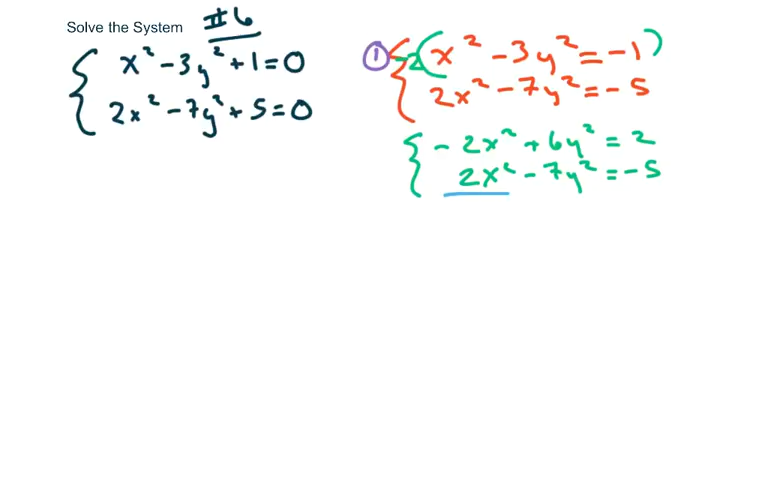 Solve the System #6
x² - 3y² + 1 = 0
2x² - 7y² + 5 = 0
① -2(x² - 3y² = -1)
2x² - 7y² = -5
-2x² + 6y² = 2
2x² - 7y² = -5